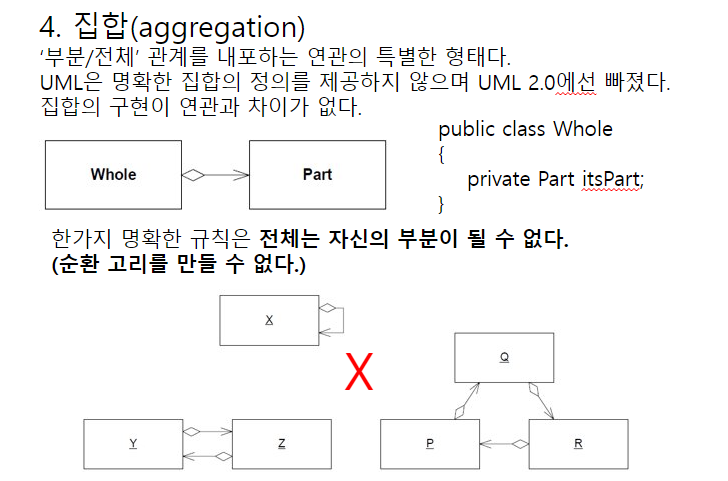 4. 집합(aggregation)
'부분/전체' 관계를 내포하는 연관의 특별한 형태다.
UML은 명확한 집합의 정의를 제공하지 않으며 UML 2.0에선 빠졌다.
집합의 구현이 연관과 차이가 없다.
public class Whole
{
private Part itsPart;
}
Whole
Part
한가지 명확한 규칙은 전체는 자신의 부분이 될 수 없다.
(순환 고리를 만들 수 없다.)
X
X
Q
Y
Z
P
R